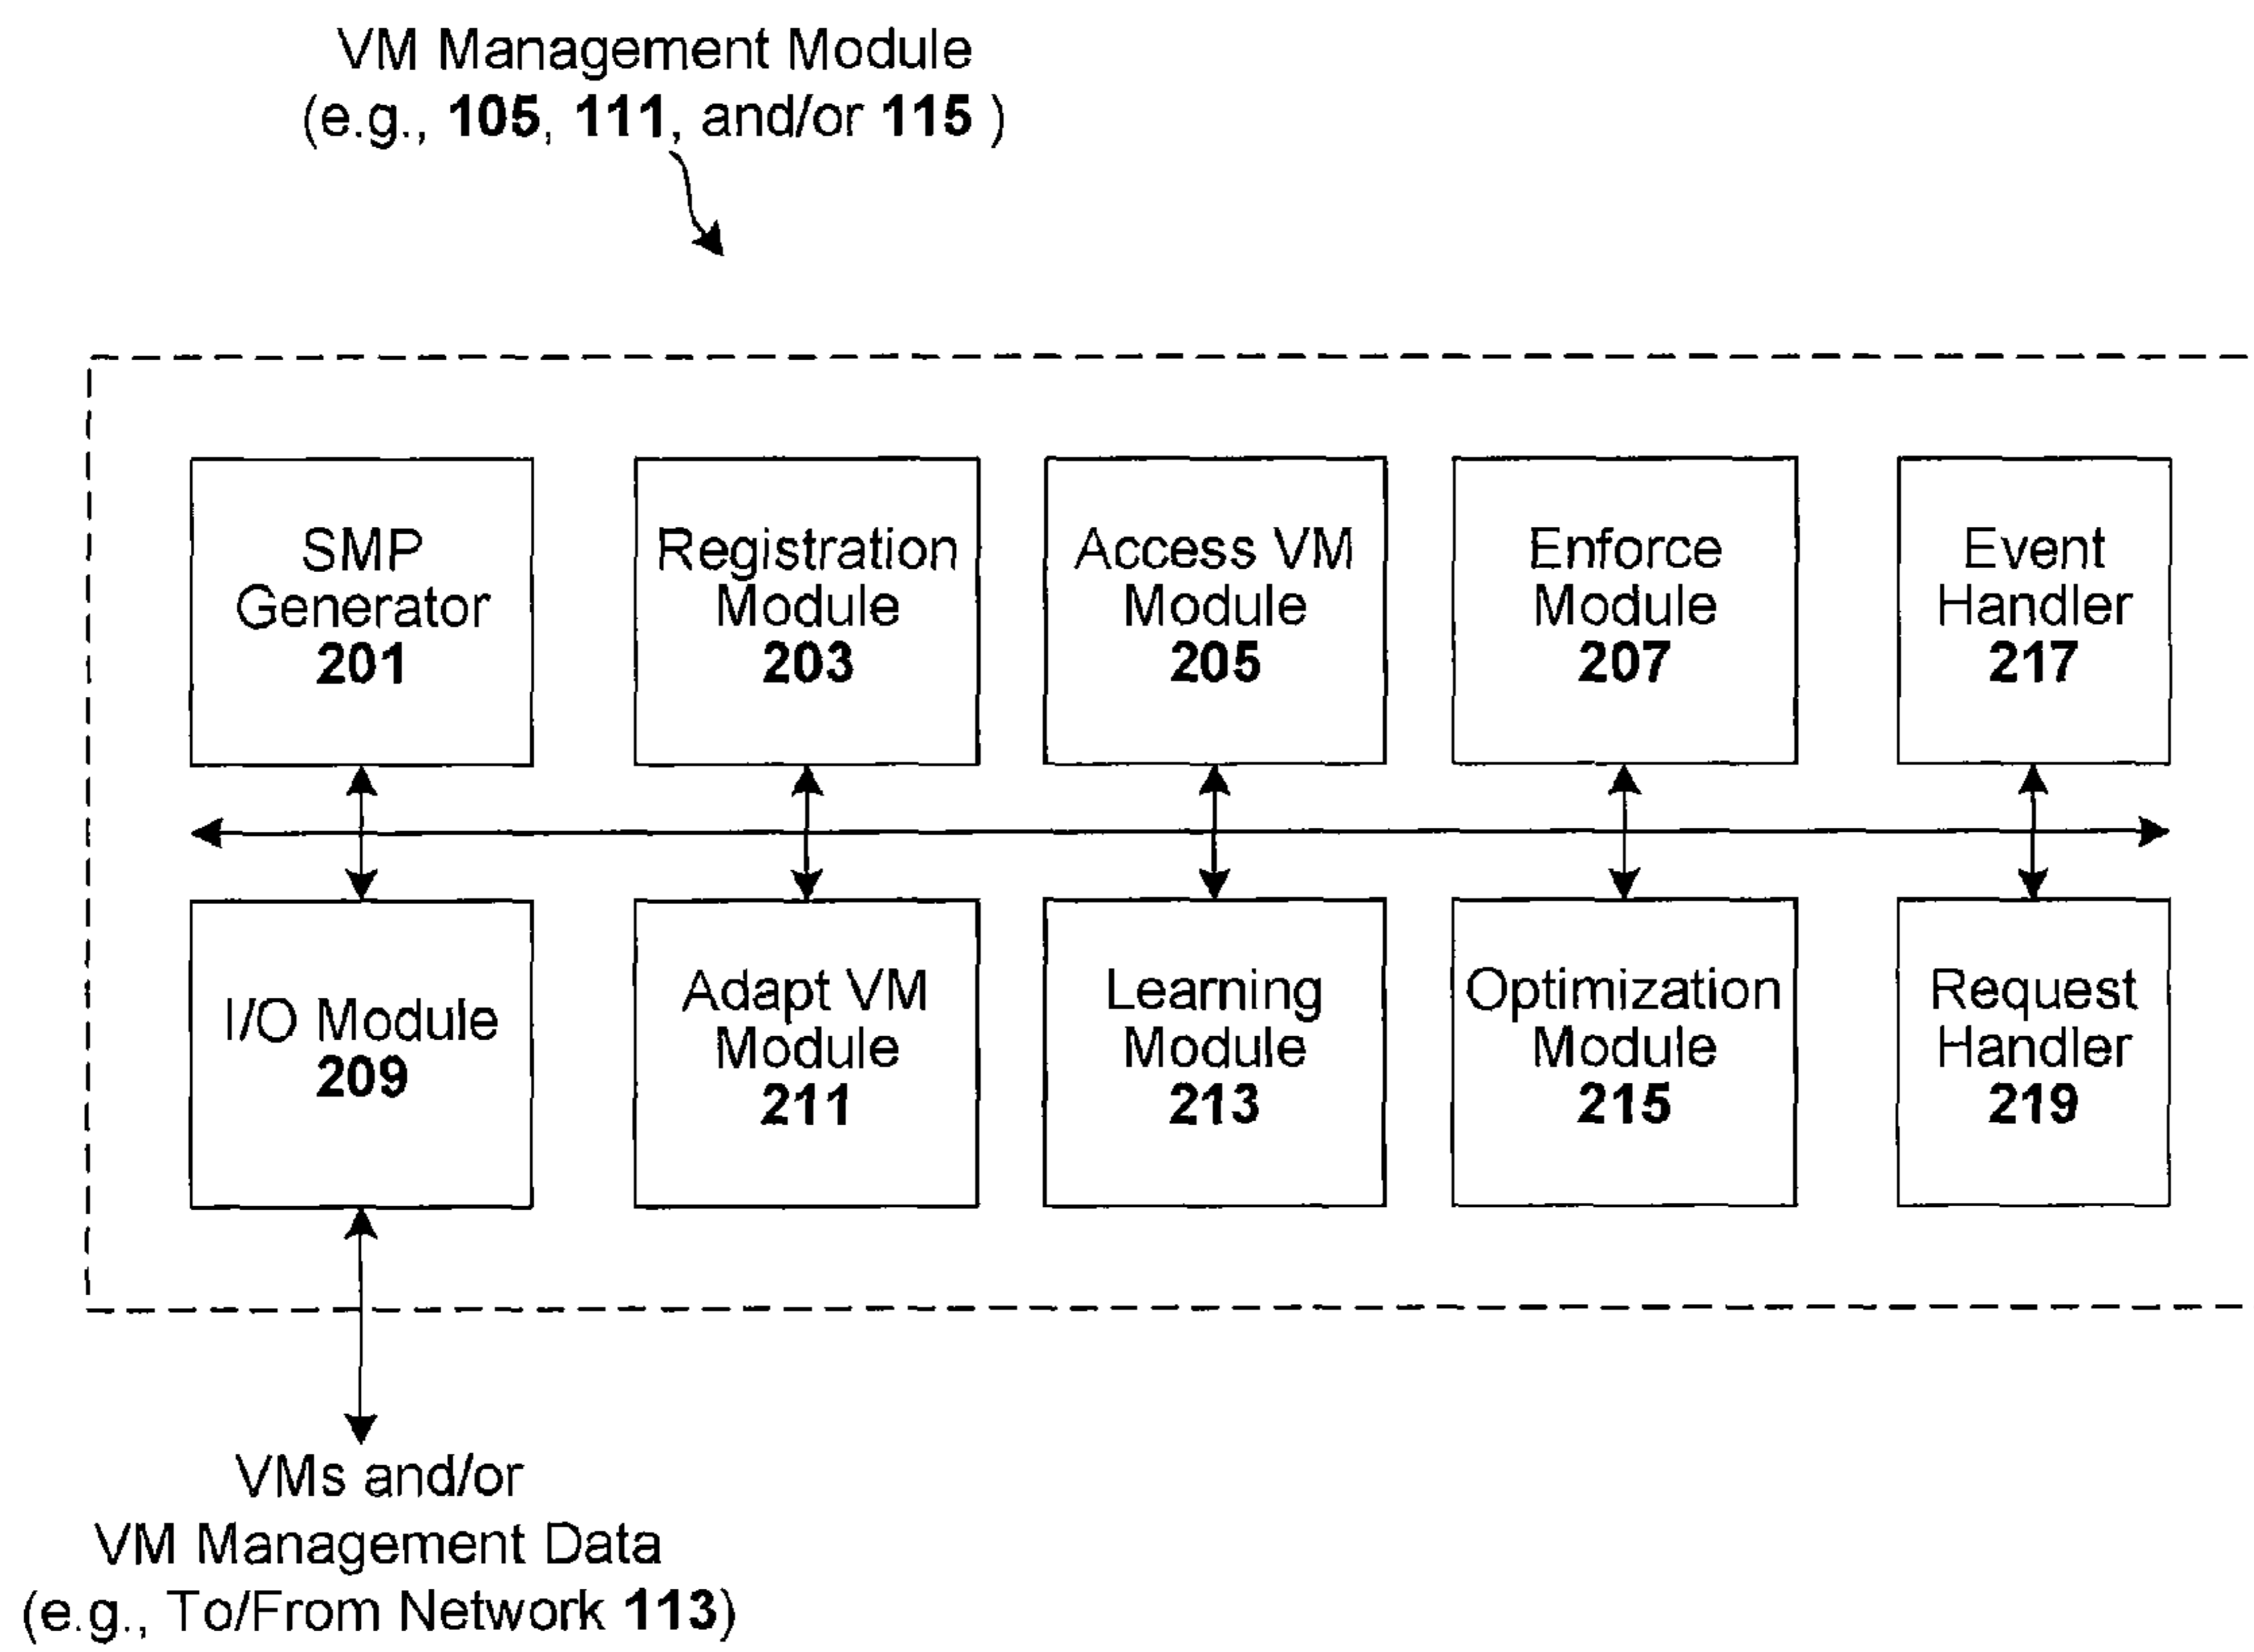 VM Management Module
(e.g., 105, 111, and/or 115 )
SMP
Generator
201
Registration
Module
203
Access VM
Module
205
Enforce
Module
207
Event
Handler
217
I/O Module
209
Adapt VM
Module
211
Learning
Module
213
Optimization
Module
215
Request
Handler
219
VMs and/or
VM Management Data
(e.g., To/From Network 113)